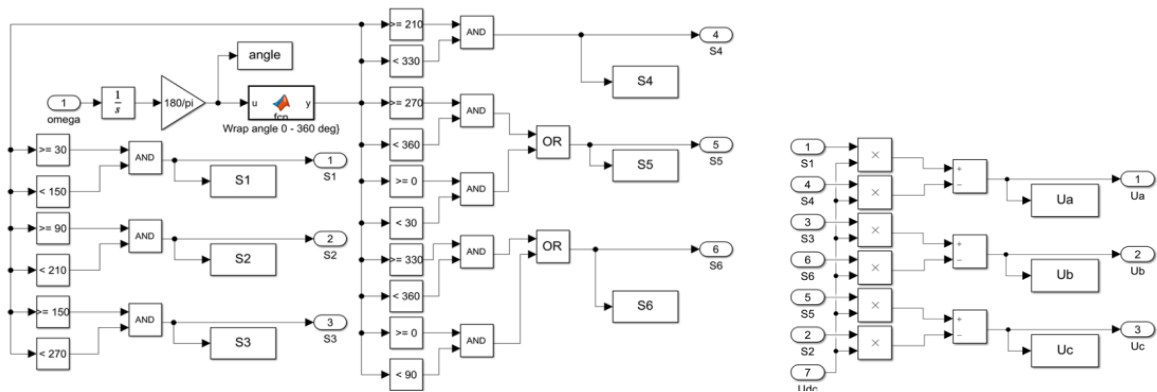 >= 210
AND
4
S4
< 330
S4
angle
1
omega
1
s
180/pi
u
fcn
y
Wrap angle 0 - 360 deg}
>= 270
AND
< 360
OR
5
S5
S5
>= 0
AND
< 30
>= 30
AND
1
S1
< 150
S1
>= 90
AND
2
S2
< 210
S2
>= 150
AND
3
S3
< 270
S3
>= 330
AND
< 360
OR
6
S6
S6
>= 0
AND
< 90
1
S1
×
4
S4
×
+
−
Ua
1
Ua
3
S3
×
6
S6
×
+
−
Ub
2
Ub
5
S5
×
2
S2
×
+
−
Uc
3
Uc
7
Udc